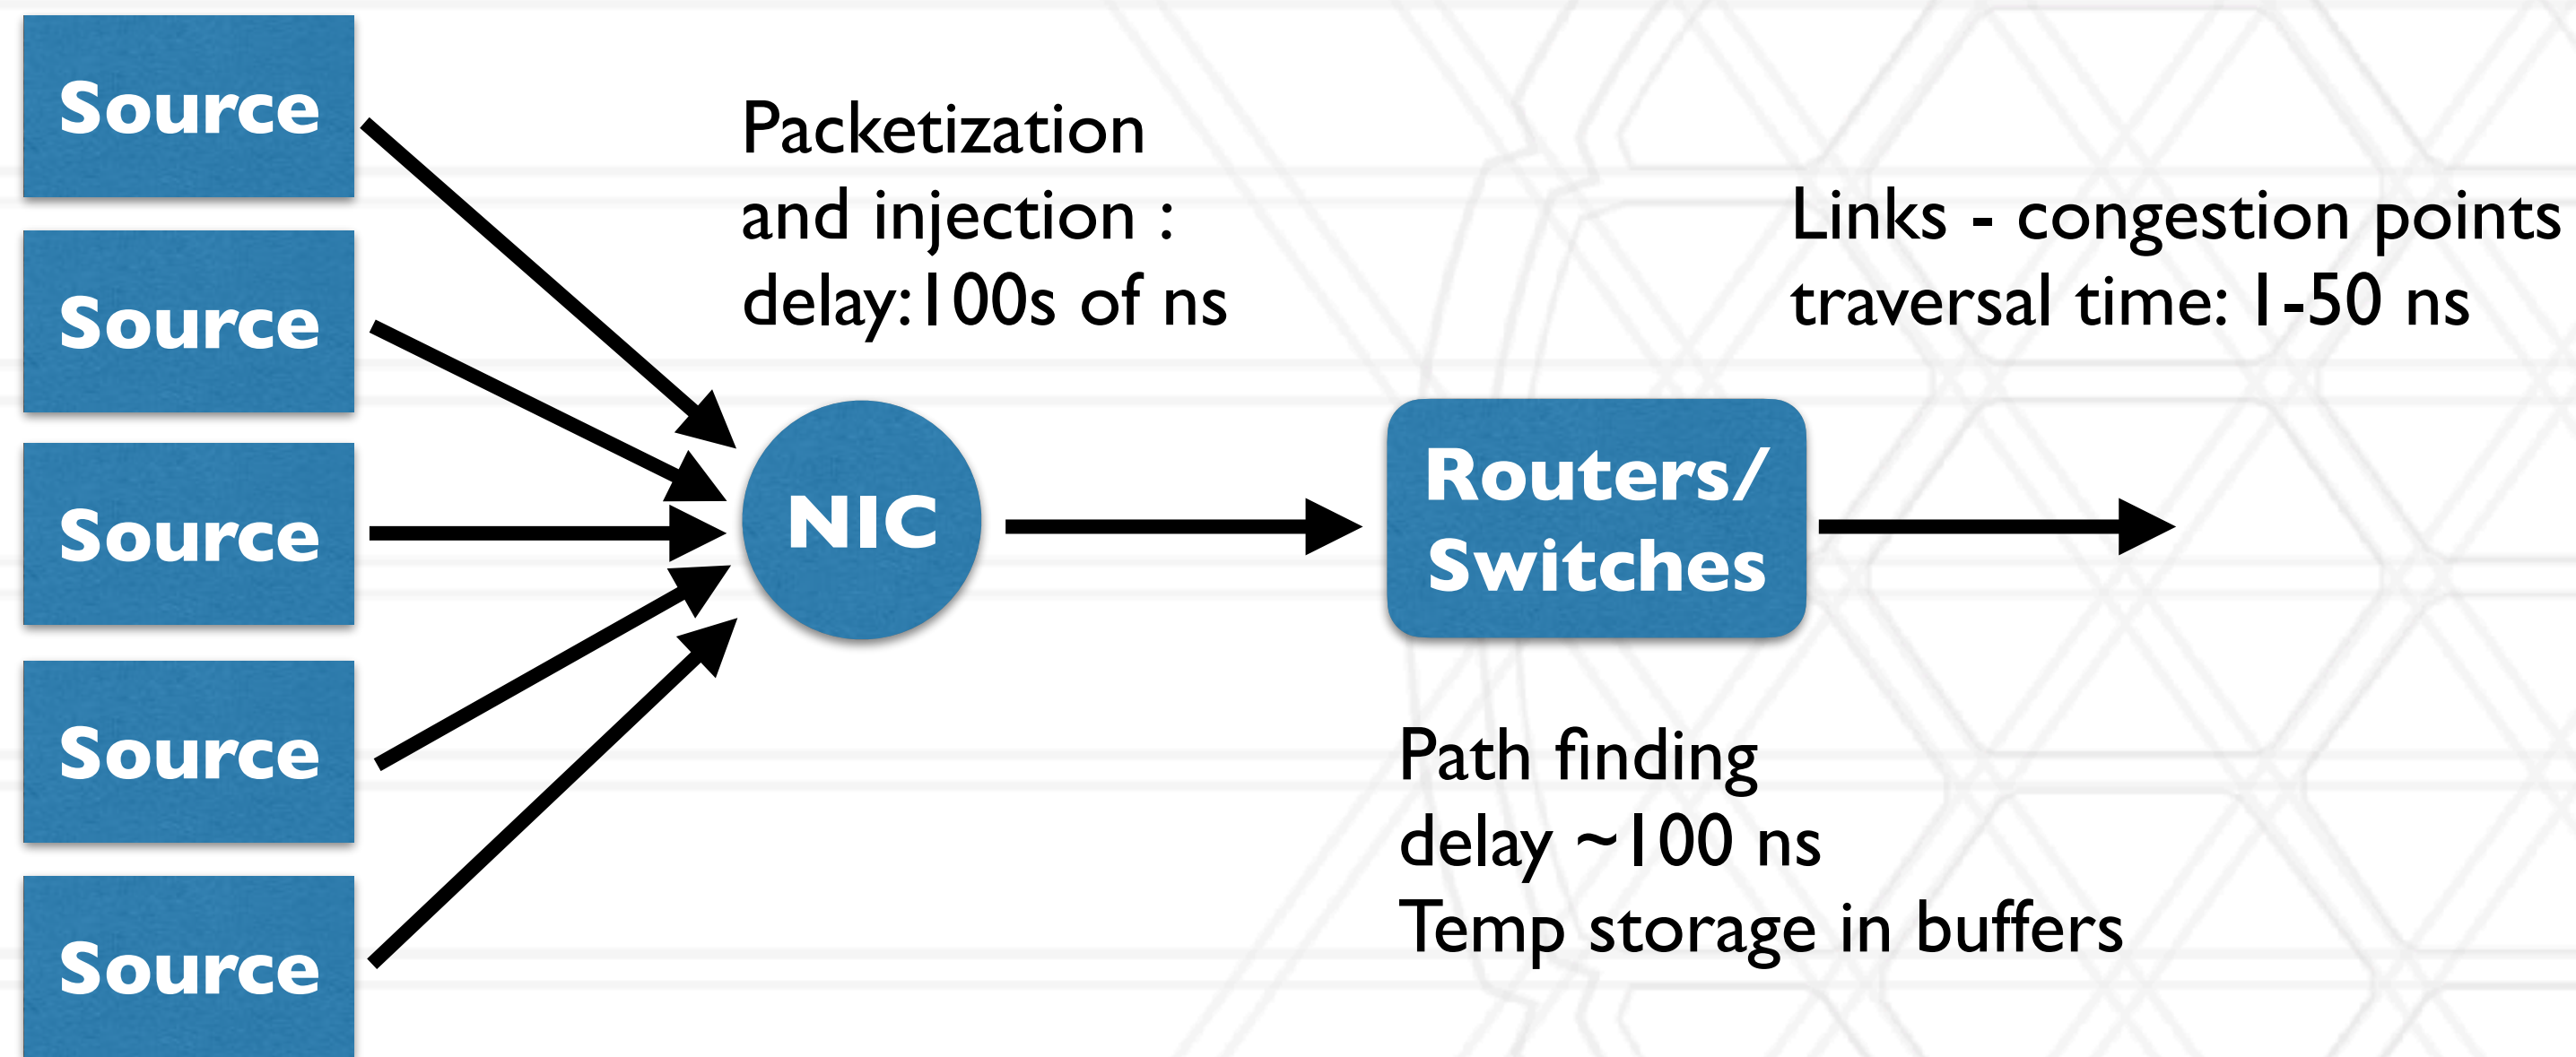 Source
Source
Source
Source
Source
Packetization
and injection :
delay:100s of ns
NIC
Routers/
Switches
Links - congestion points
traversal time: 1-50 ns
Path finding
delay ~100 ns
Temp storage in buffers